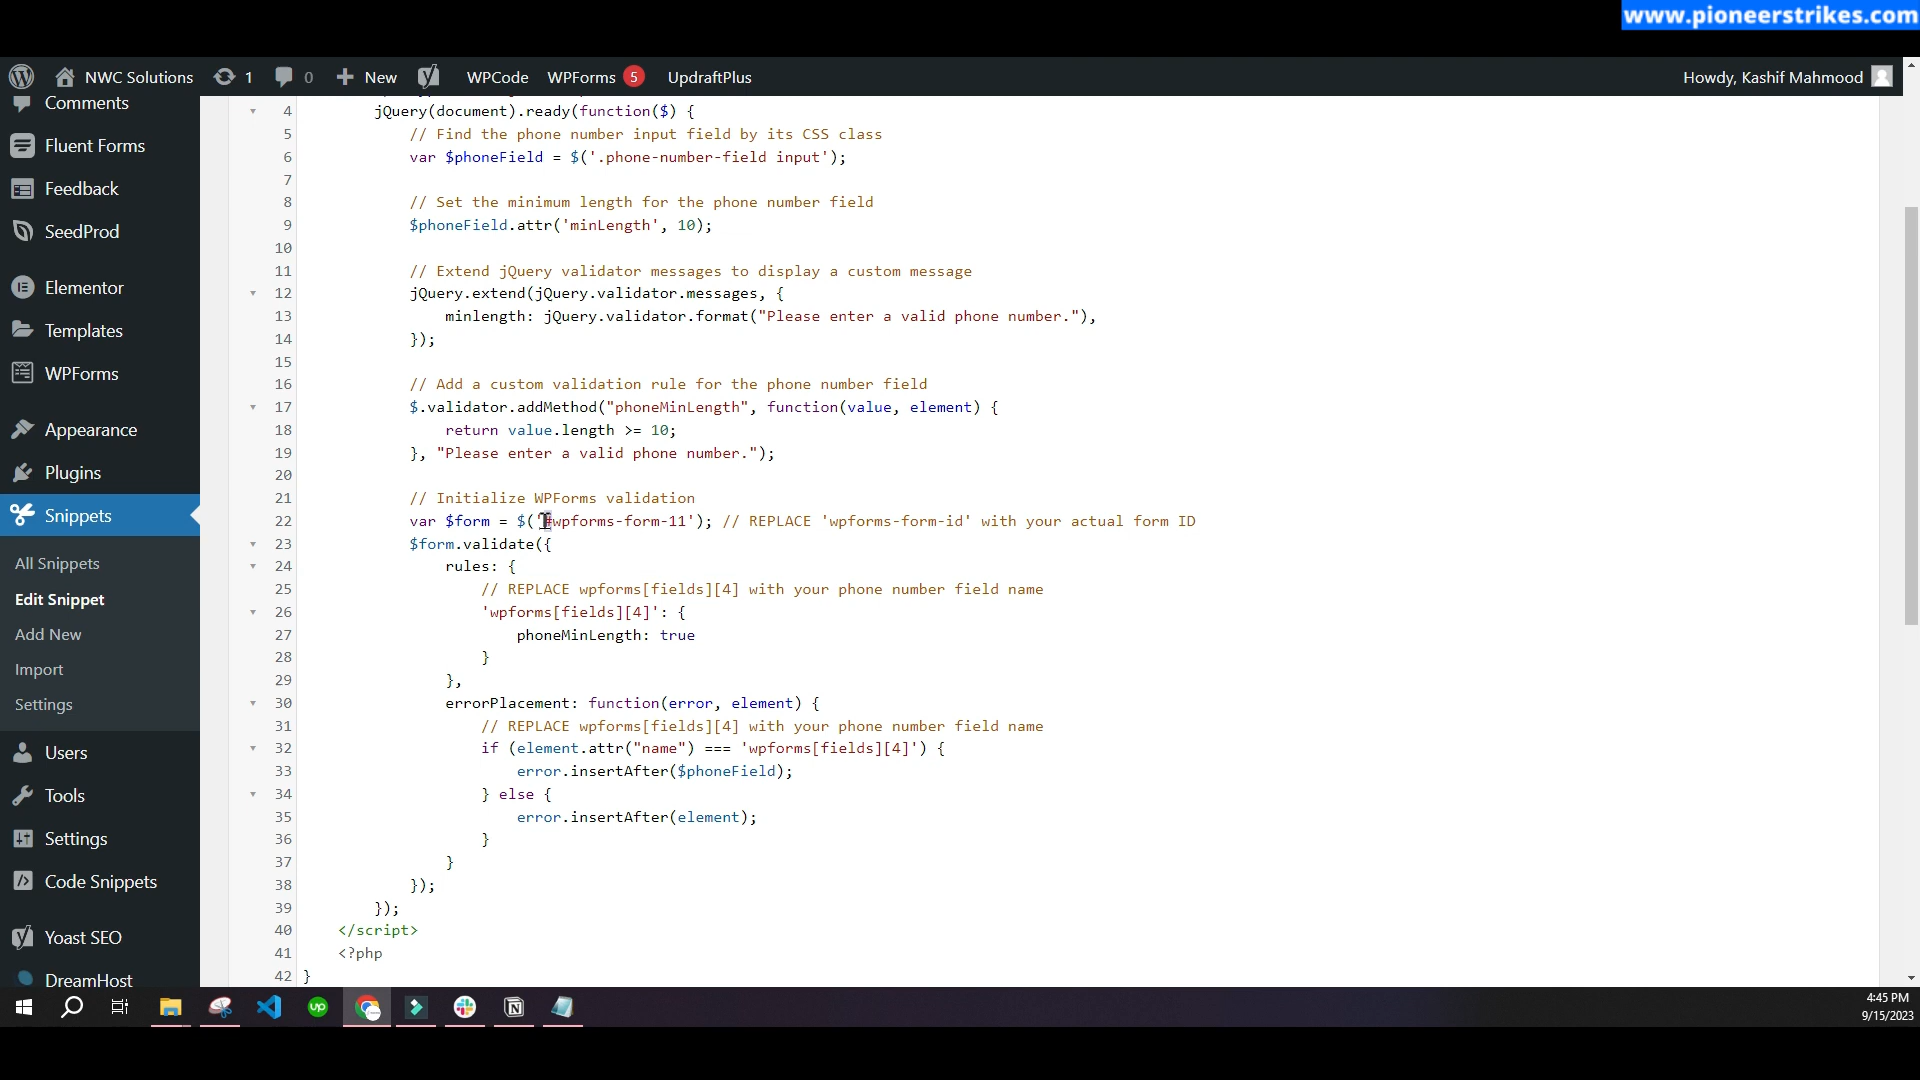 www.pioneerstrikes.com
NWC Solutions 1 0 New WPCode WPForms 5 UpdraftPlus Howdy, Kashif Mahmood
Comments
Fluent Forms
Feedback
SeedProd
Elementor
Templates
WPForms
Appearance
Plugins
Snippets
All Snippets
Edit Snippet
Add New
Import
Settings
Users
Tools
Settings
Code Snippets
Yoast SEO
DreamHost
4 jQuery(document).ready(function($) {
5 // Find the phone number input field by its CSS class
6 var $phoneField = $('.phone-number-field input');
7
8 // Set the minimum length for the phone number field
9 $phoneField.attr('minLength', 10);
10
11 // Extend jQuery validator messages to display a custom message
12 jQuery.extend(jQuery.validator.messages, {
13 minlength: jQuery.validator.format("Please enter a valid phone number."),
14 });
15
16 // Add a custom validation rule for the phone number field
17 $.validator.addMethod("phoneMinLength", function(value, element) {
18 return value.length >= 10;
19 }, "Please enter a valid phone number.");
20
21 // Initialize WPForms validation
22 var $form = $('#wpforms-form-11'); // REPLACE 'wpforms-form-id' with your actual form ID
23 $form.validate({
24 rules: {
25 // REPLACE wpforms[fields][4] with your phone number field name
26 'wpforms[fields][4]': {
27 phoneMinLength: true
28 }
29 },
30 errorPlacement: function(error, element) {
31 // REPLACE wpforms[fields][4] with your phone number field name
32 if (element.attr("name") === 'wpforms[fields][4]') {
33 error.insertAfter($phoneField);
34 } else {
35 error.insertAfter(element);
36 }
37 }
38 });
39 });
40 </script>
41 <?php
42 }
4:45 PM
9/15/2023